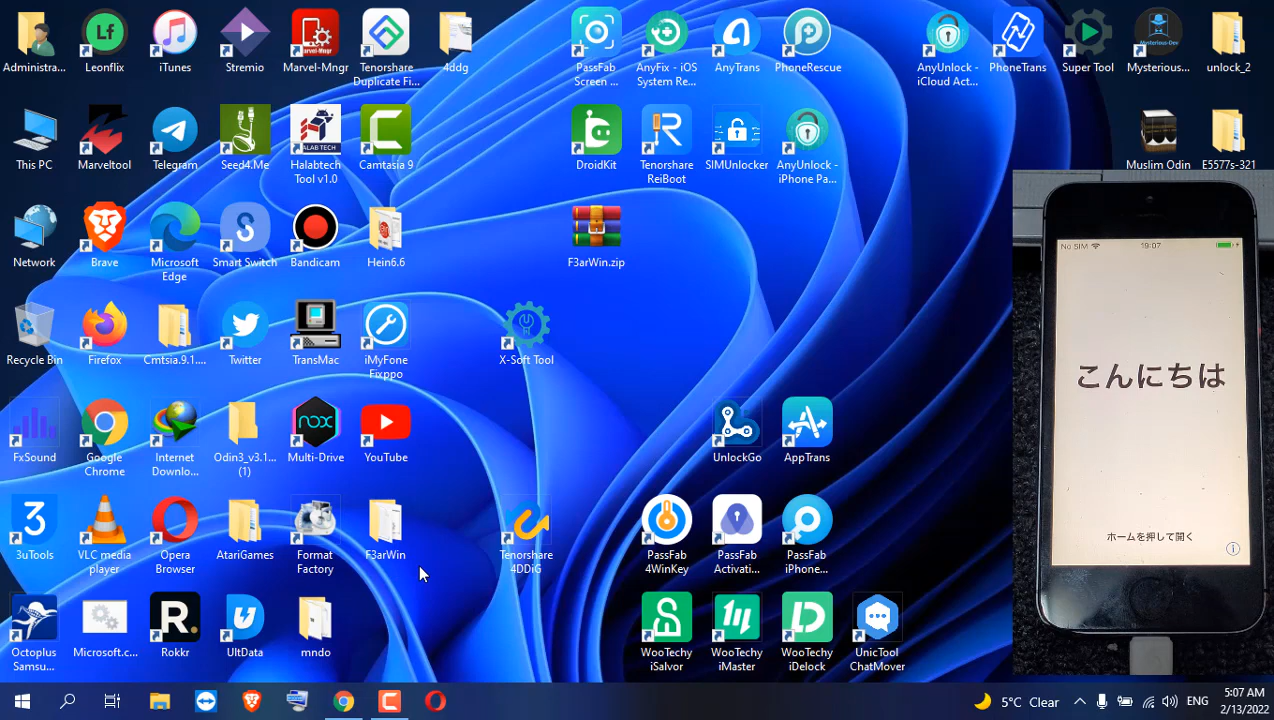 Administra...
Leonflix
iTunes
Stremio
Marvel-Mngr
Tenorshare
Duplicate Fi...
4ddg
PassFab
Screen ...
AnyFix - iOS
System Re...
AnyTrans
PhoneRescue
AnyUnlock -
iCloud Act...
PhoneTrans
Super Tool
Mysterious...
unlock_2
This PC
Marveltool
Telegram
Seed4.Me
Halabtech
Tool v1.0
Camtasia 9
DroidKit
Tenorshare
ReiBoot
SIMUnlocker
AnyUnlock -
iPhone Pa...
Muslim Odin
E5577s-321
Network
Brave
Microsoft
Edge
Smart Switch
Bandicam
Hein6.6
F3arWin.zip
Recycle Bin
Firefox
Cmtsia.9.1....
Twitter
TransMac
iMyFone
Fixppo
X-Soft Tool
FxSound
Google
Chrome
Internet
Downlo...
Odin3_v3.1...
(1)
Multi-Drive
YouTube
UnlockGo
AppTrans
3uTools
VLC media
player
Opera
Browser
AtariGames
Format
Factory
F3arWin
Tenorshare
4DDiG
PassFab
4WinKey
PassFab
Activati...
PassFab
iPhone...
Octoplus
Samsu...
Microsoft.c...
Rokkr
UltData
mndo
WooTechy
iSalvor
WooTechy
iMaster
WooTechy
iDelock
UnicTool
ChatMover
No SIM
19:07
こんにちは
ホームを押して開く
5°C Clear
ENG
5:07 AM
2/13/2022
Lf
HALAB TECH
nox
3
R.